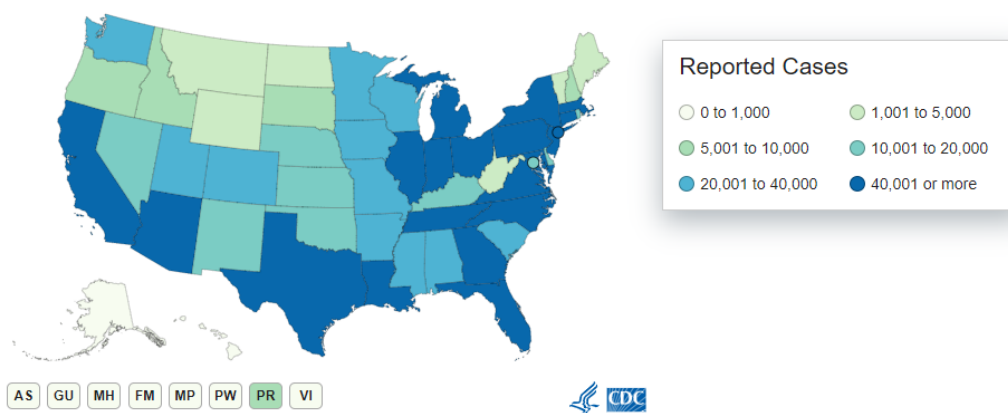 Reported Cases
0 to 1,000
1,001 to 5,000
5,001 to 10,000
10,001 to 20,000
20,001 to 40,000
40,001 or more
AS GU MH FM MP PW PR VI
CDC